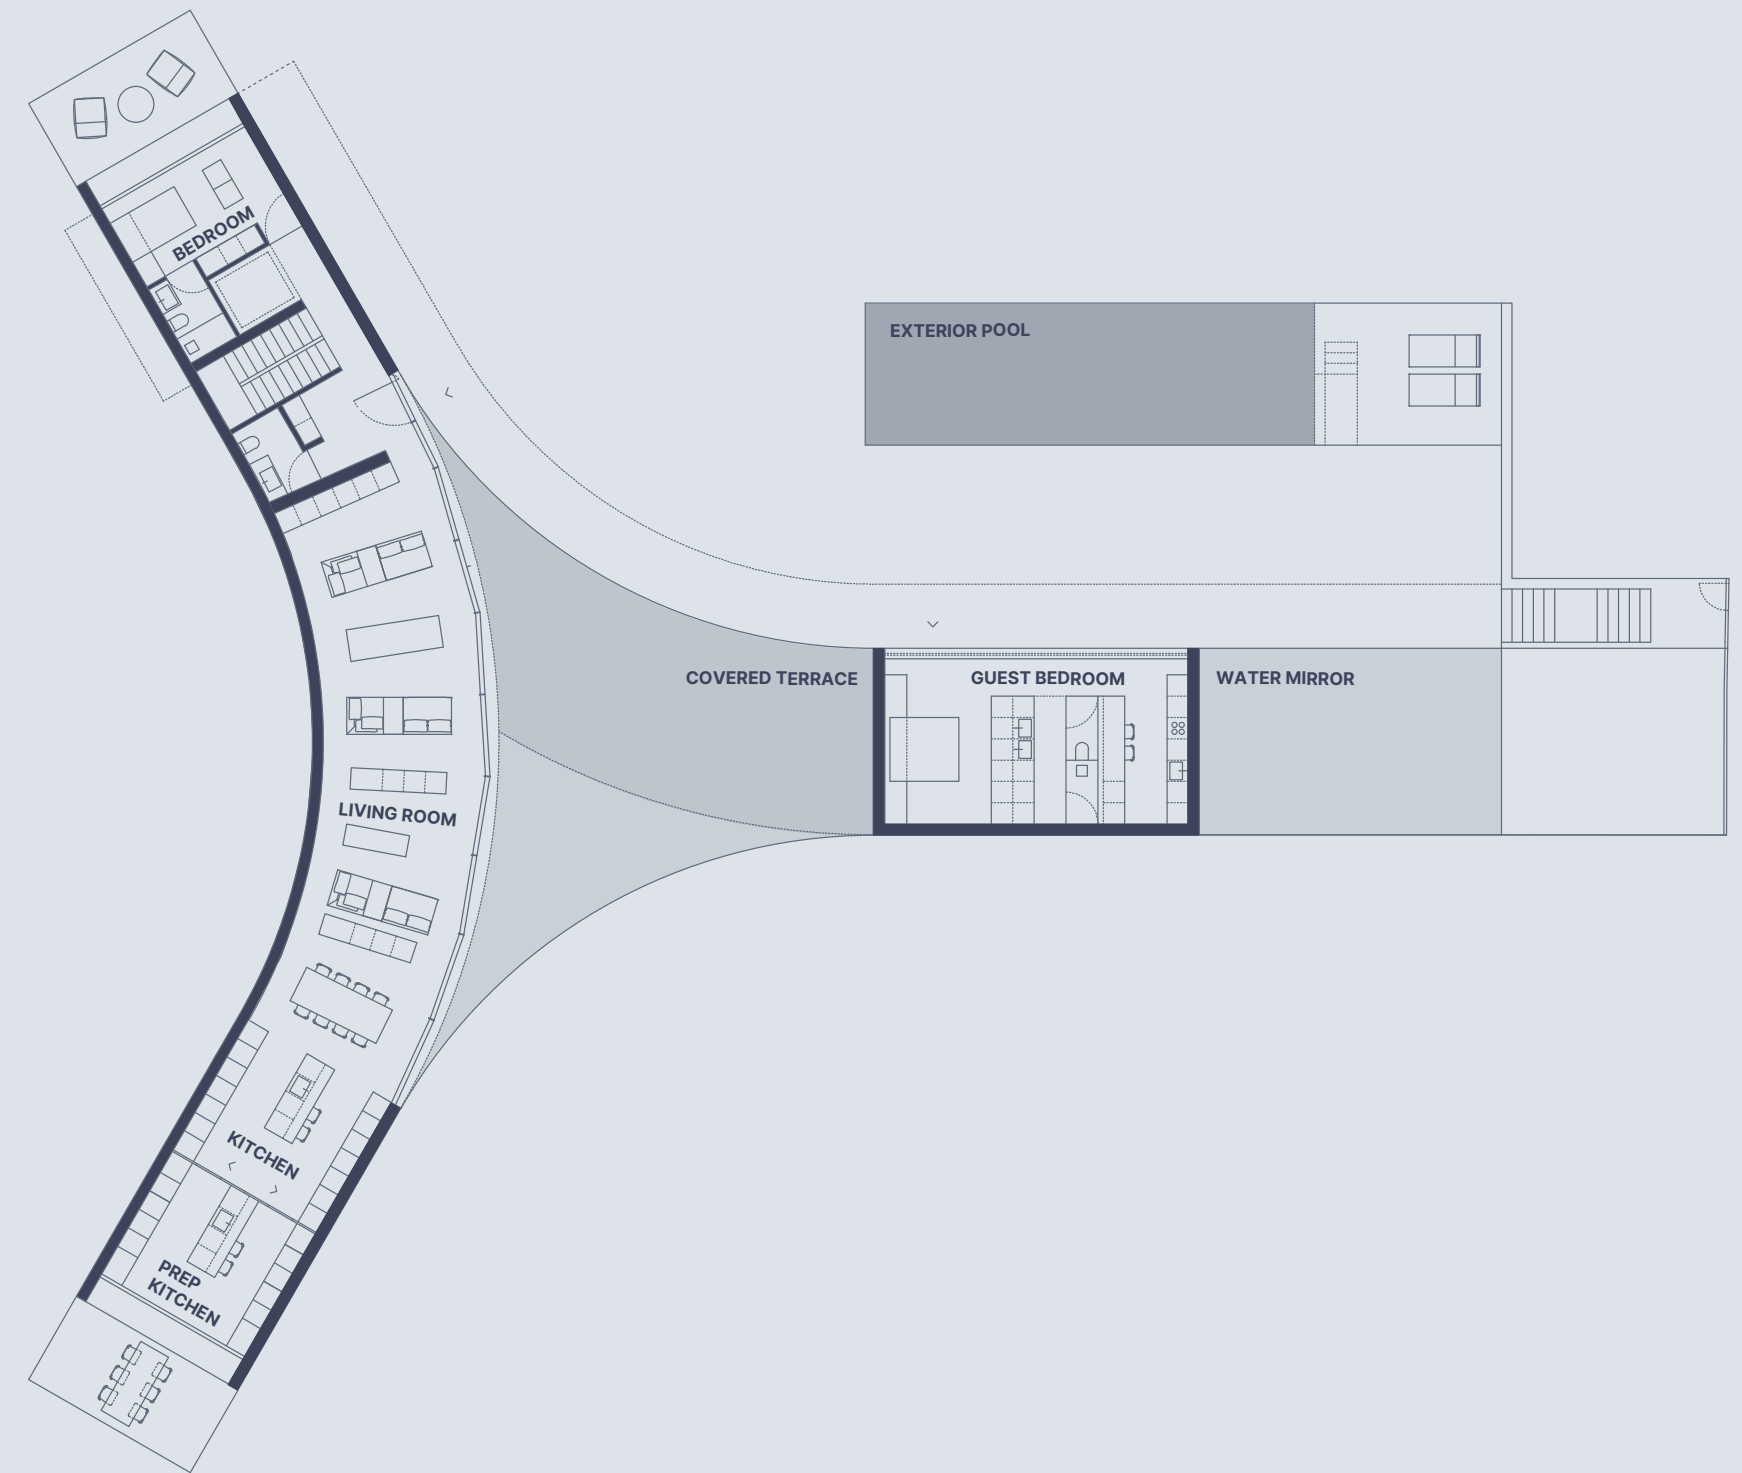 BEDROOM
EXTERIOR POOL
COVERED TERRACE
GUEST BEDROOM
WATER MIRROR
LIVING ROOM
KITCHEN
PREP
KITCHEN